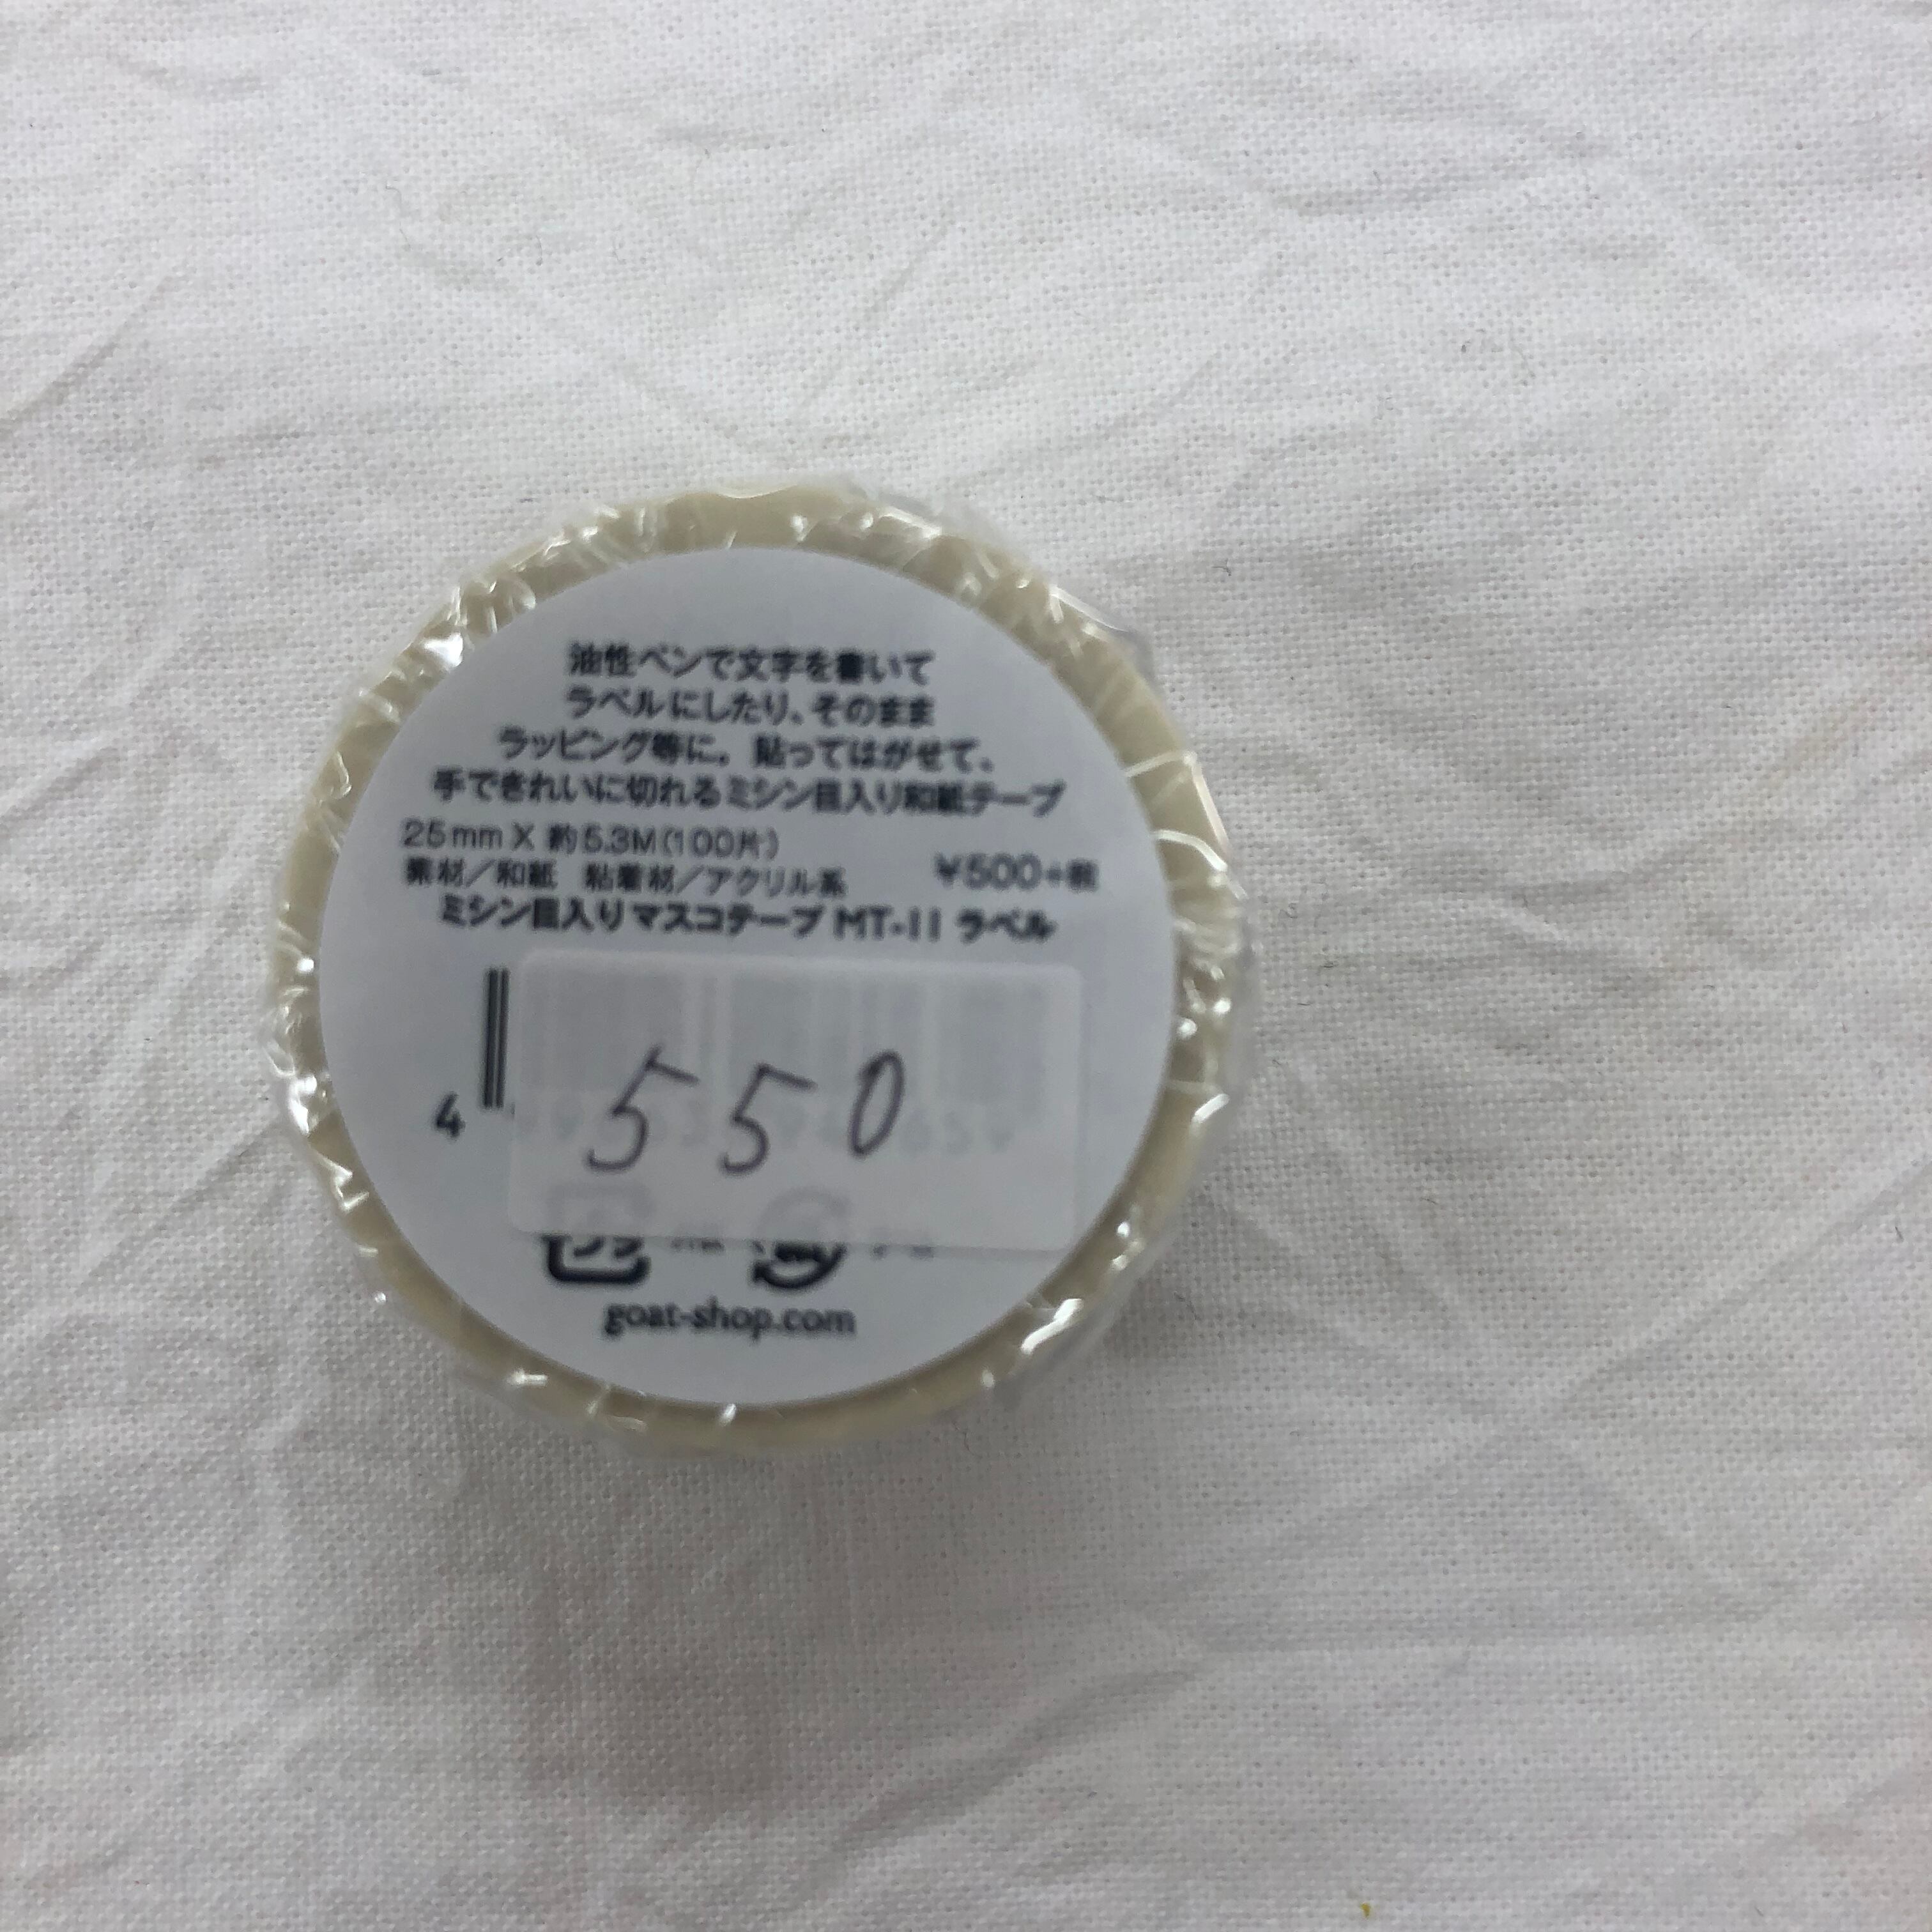 油性ペンで文字を書いて
ラベルにしたり、そのまま
ラッピング等に。貼ってはがせて、
手できれいに切れるミシン目入り和紙テープ
25mm X 約5.3M(100片)
素材/和紙 粘着材/アクリル系 ¥500+税
ミシン目入りマスコテープ MT-11 ラベル
4
550
goat-shop.com